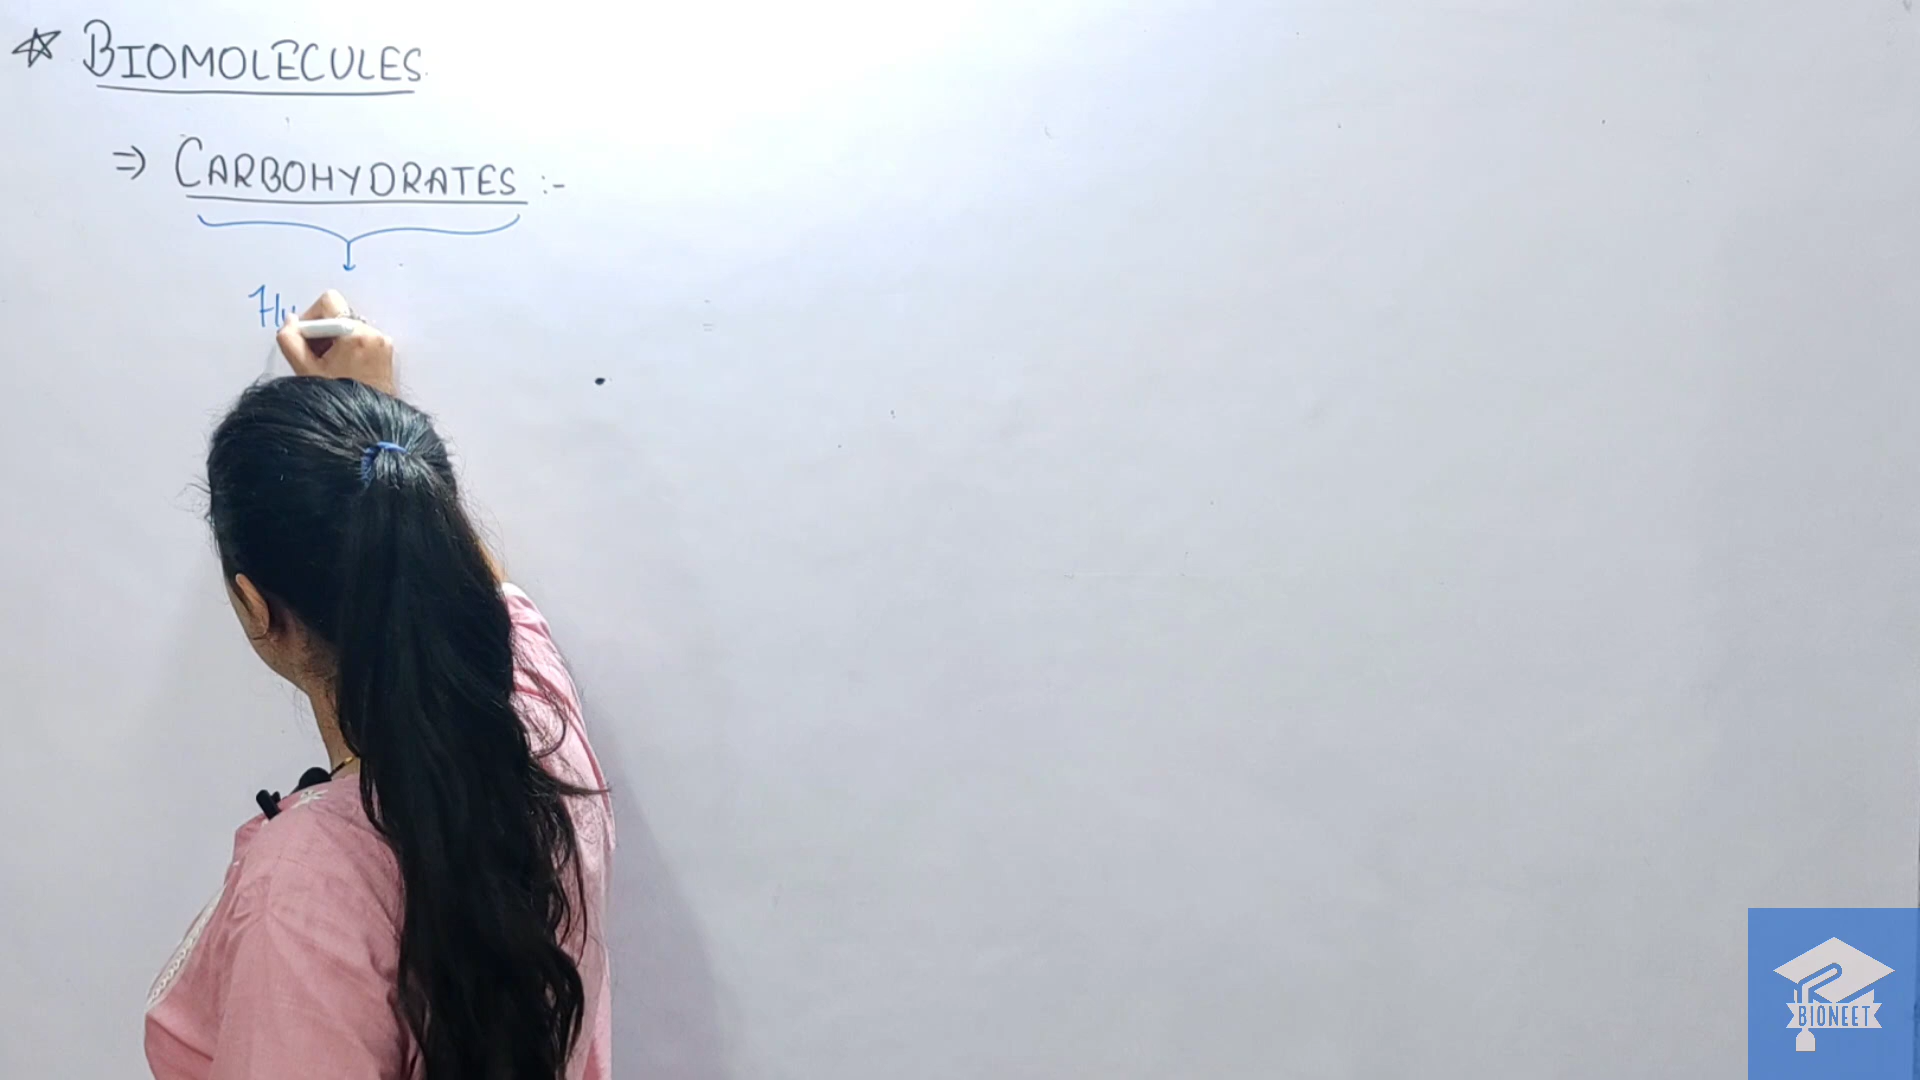 ☆ BIOMOLECULES
⇒ CARBOHYDRATES :-
BIONEET